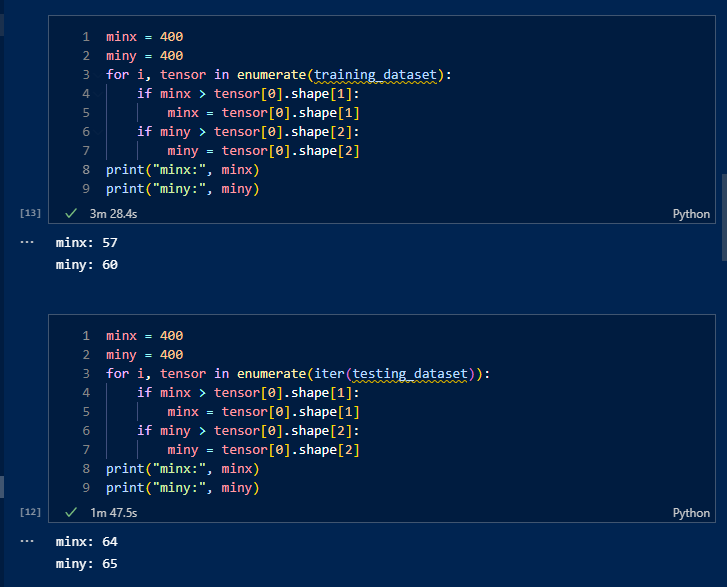 1 minx = 400
2 miny = 400
3 for i, tensor in enumerate(training_dataset):
4     if minx > tensor[0].shape[1]:
5         minx = tensor[0].shape[1]
6     if miny > tensor[0].shape[2]:
7         miny = tensor[0].shape[2]
8 print("minx:", minx)
9 print("miny:", miny)
[13] ✓ 3m 28.4s Python
... minx: 57
miny: 60
1 minx = 400
2 miny = 400
3 for i, tensor in enumerate(iter(testing_dataset)):
4     if minx > tensor[0].shape[1]:
5         minx = tensor[0].shape[1]
6     if miny > tensor[0].shape[2]:
7         miny = tensor[0].shape[2]
8 print("minx:", minx)
9 print("miny:", miny)
[12] ✓ 1m 47.5s Python
... minx: 64
miny: 65